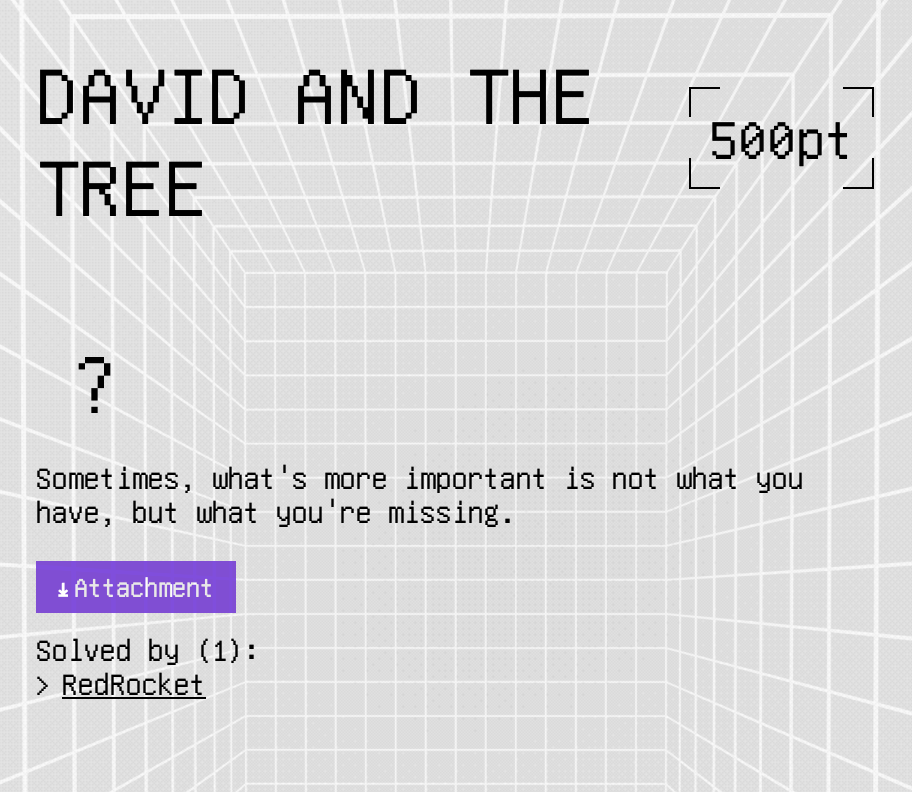 DAVID AND THE
TREE
500pt
?
Sometimes, what's more important is not what you
have, but what you're missing.
Attachment
Solved by (1):
> RedRocket